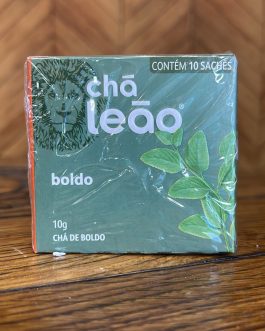 CONTÉM 10 SACHÊS
chá
leão®
boldo
10g
CHÁ DE BOLDO